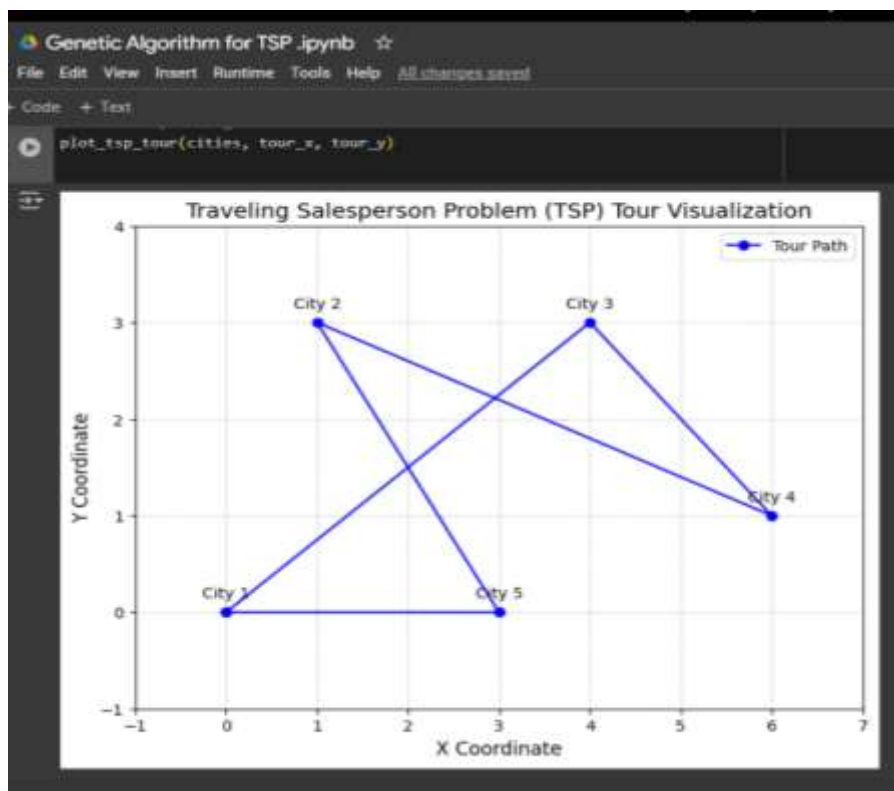 Genetic Algorithm for TSP .ipynb
File Edit View Insert Runtime Tools Help All changes saved
+ Code + Text
plot_tsp_tour(cities, tour_x, tour_y)
Traveling Salesperson Problem (TSP) Tour Visualization
4
Tour Path
City 2 City 3
3
2
Y Coordinate
City 4
1
City 1 City 5
0
−1
−1 0 1 2 3 4 5 6 7
X Coordinate